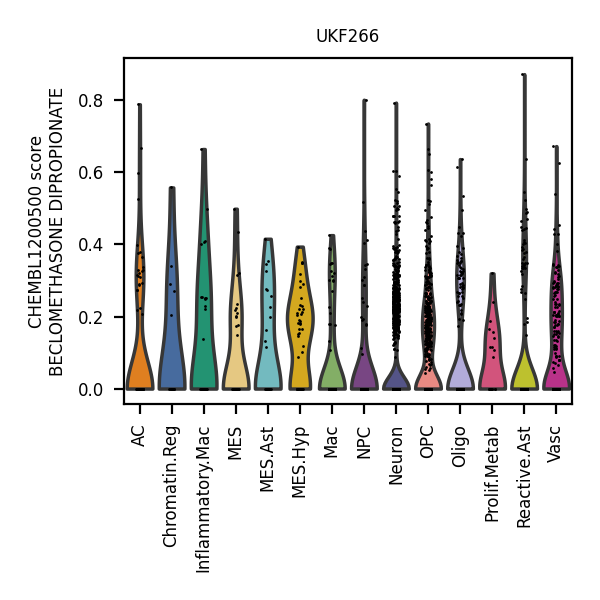 UKF266
CHEMBL1200500 score
BECLOMETHASONE DIPROPIONATE
0.8
0.6
0.4
0.2
0.0
AC
Chromatin.Reg
Inflammatory.Mac
MES
MES.Ast
MES.Hyp
Mac
NPC
Neuron
OPC
Oligo
Prolif.Metab
Reactive.Ast
Vasc